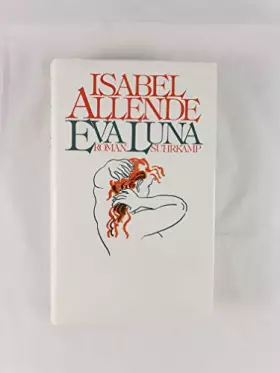 ISABEL
ALLENDE
EVA LUNA
ROMAN SUHRKAMP